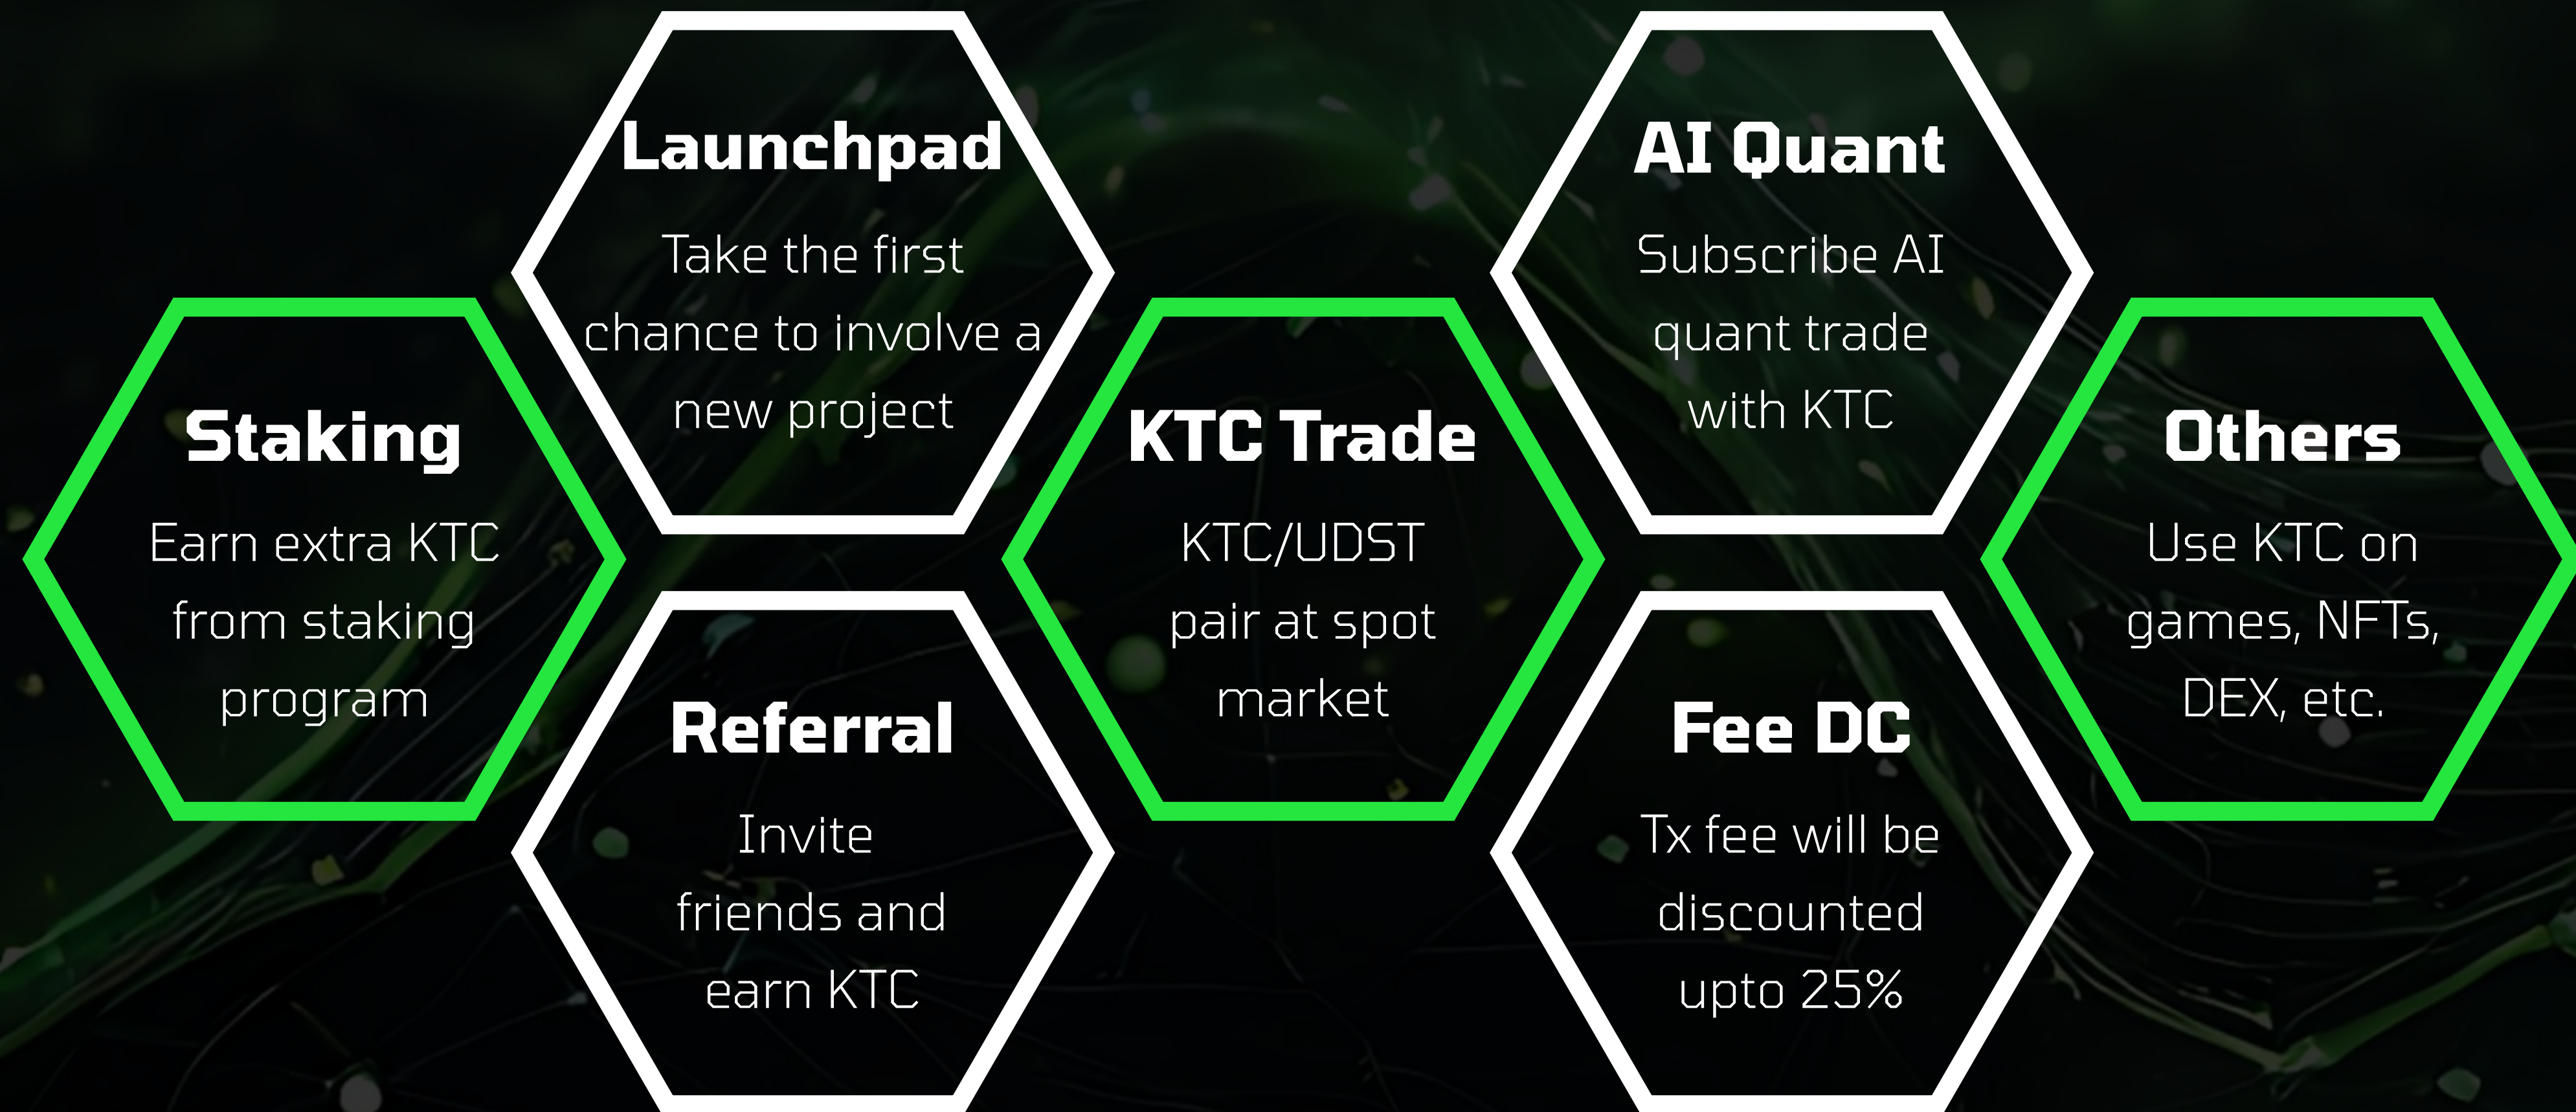 Launchpad
Take the first
chance to involve a
new project
AI Quant
Subscribe AI
quant trade
with KTC
Staking
Earn extra KTC
from staking
program
KTC Trade
KTC/UDST
pair at spot
market
Others
Use KTC on
games, NFTs,
DEX, etc.
Referral
Invite
friends and
earn KTC
Fee DC
Tx fee will be
discounted
upto 25%